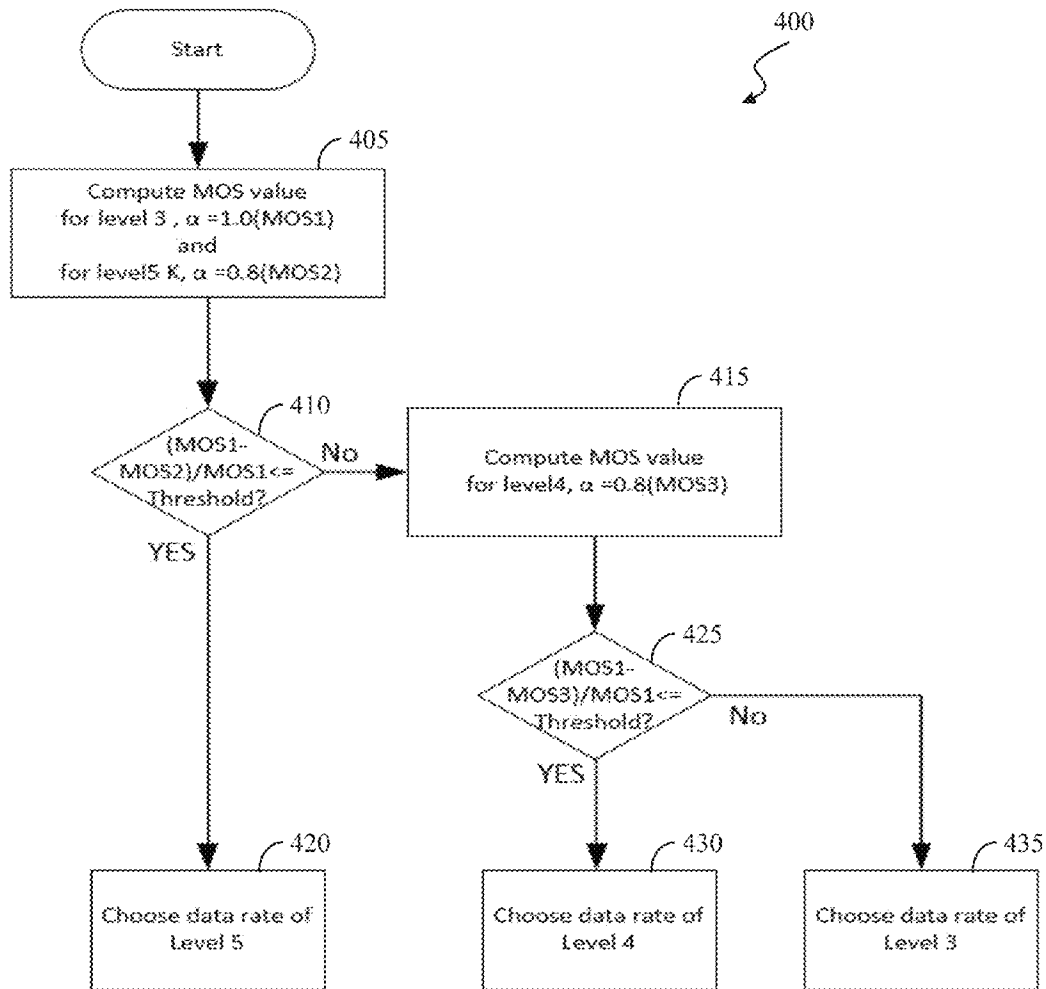 Start
400
405
Compute MOS value
for level 3 , α =1.0(MOS1)
and
for level5 K, α =0.8(MOS2)
410
(MOS1-
MOS2)/MOS1<=
Threshold?
No
YES
415
Compute MOS value
for level4, α =0.8(MOS3)
425
(MOS1-
MOS3)/MOS1<=
Threshold?
No
YES
420
Choose data rate of
Level 5
430
Choose data rate of
Level 4
435
Choose data rate of
Level 3